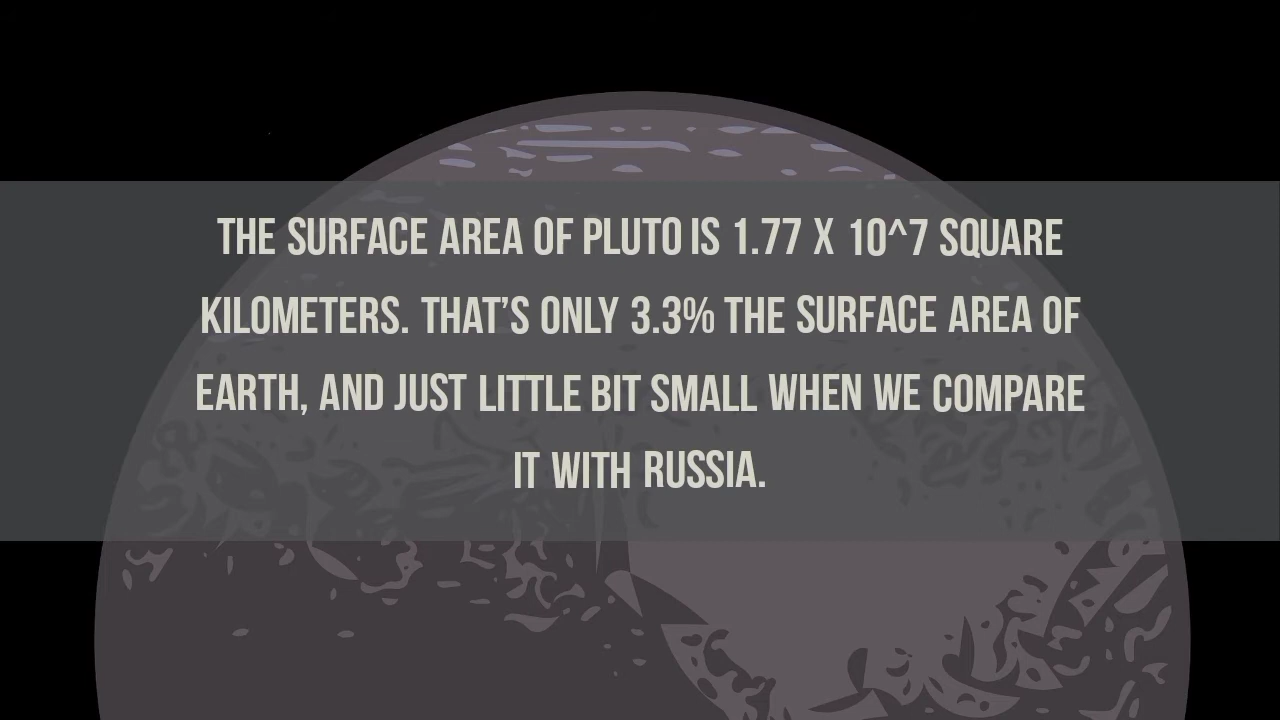 THE SURFACE AREA OF PLUTO IS 1.77 X 10^7 SQUARE
KILOMETERS. THAT'S ONLY 3.3% THE SURFACE AREA OF
EARTH, AND JUST LITTLE BIT SMALL WHEN WE COMPARE
IT WITH RUSSIA.